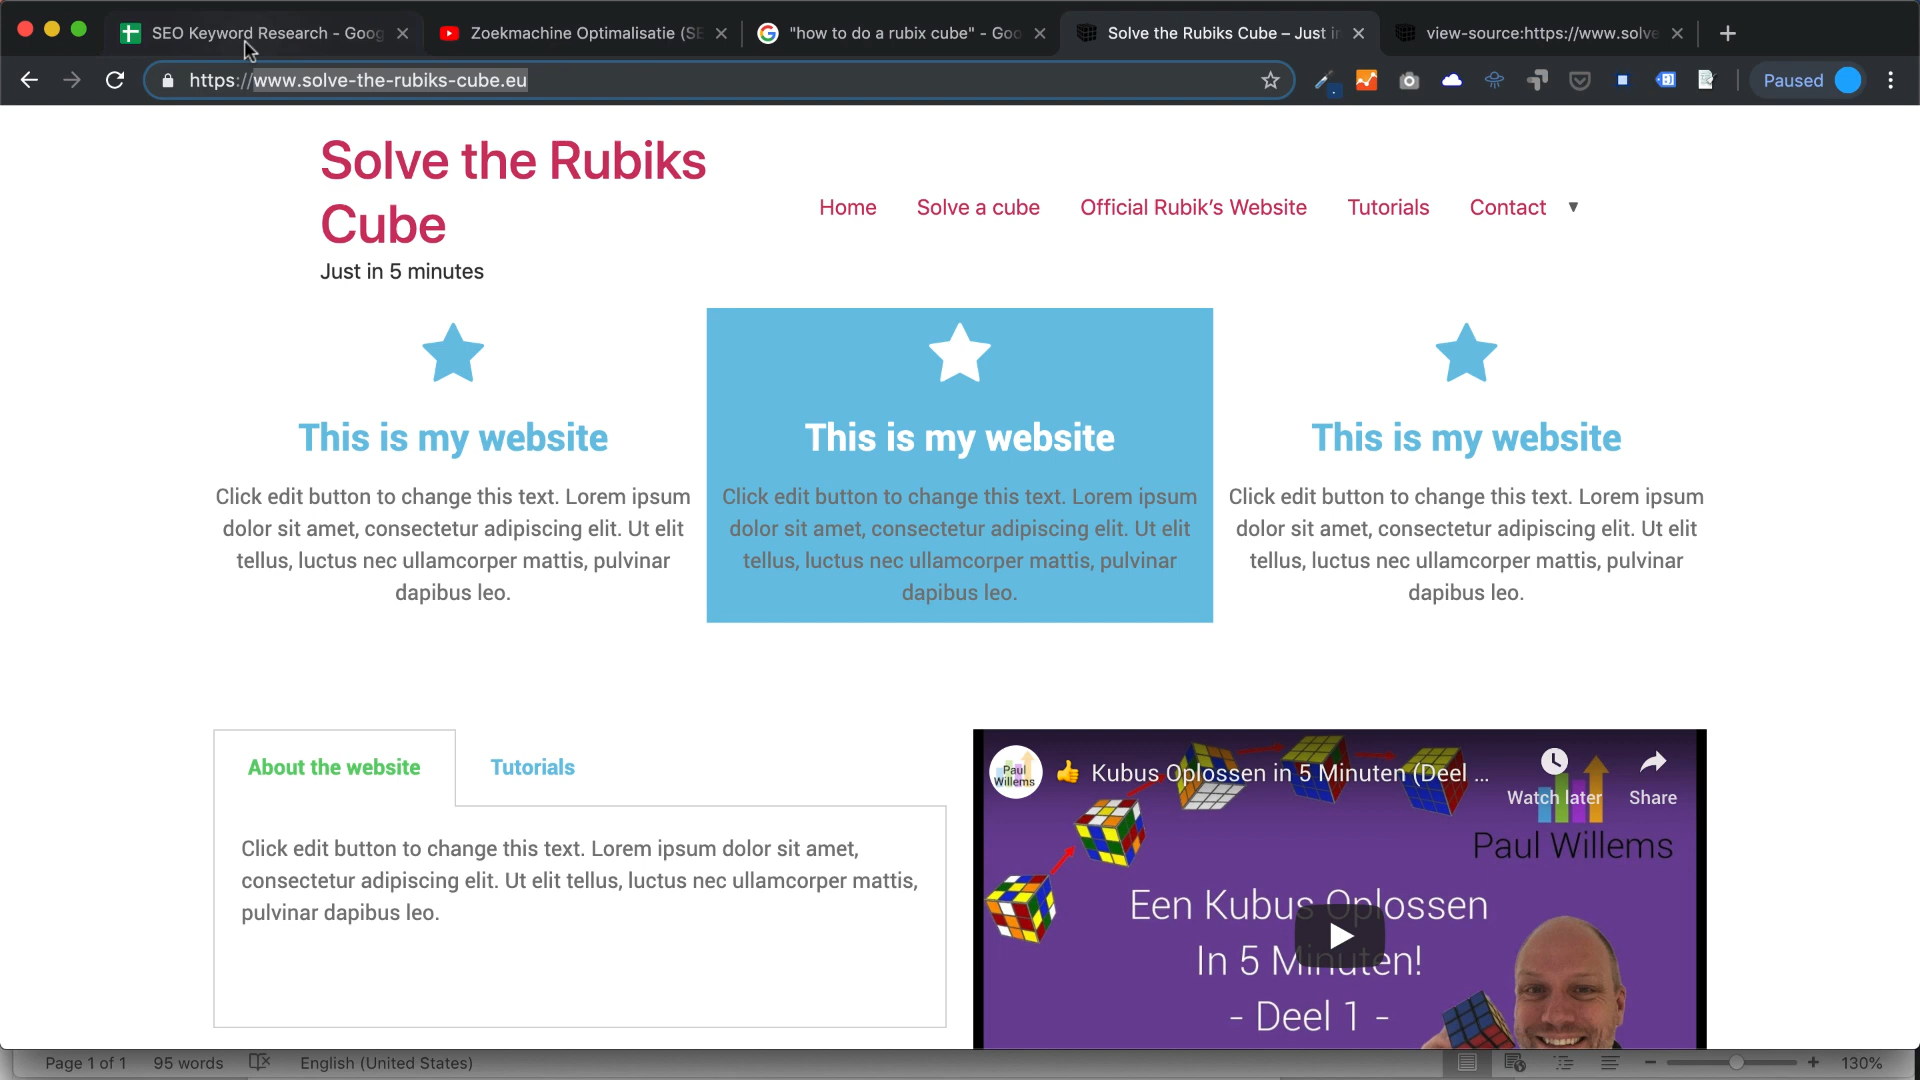 SEO Keyword Research - Goog
Zoekmachine Optimalisatie (SE
"how to do a rubix cube" - Goo
Solve the Rubiks Cube – Just in
view-source:https://www.solve
https://www.solve-the-rubiks-cube.eu
Paused
Solve the Rubiks
Cube
Just in 5 minutes
Home Solve a cube Official Rubik's Website Tutorials Contact ▼
This is my website
Click edit button to change this text. Lorem ipsum
dolor sit amet, consectetur adipiscing elit. Ut elit
tellus, luctus nec ullamcorper mattis, pulvinar
dapibus leo.
This is my website
Click edit button to change this text. Lorem ipsum
dolor sit amet, consectetur adipiscing elit. Ut elit
tellus, luctus nec ullamcorper mattis, pulvinar
dapibus leo.
This is my website
Click edit button to change this text. Lorem ipsum
dolor sit amet, consectetur adipiscing elit. Ut elit
tellus, luctus nec ullamcorper mattis, pulvinar
dapibus leo.
About the website
Tutorials
Click edit button to change this text. Lorem ipsum dolor sit amet,
consectetur adipiscing elit. Ut elit tellus, luctus nec ullamcorper mattis,
pulvinar dapibus leo.
Paul
Willems
👍 Kubus Oplossen in 5 Minuten (Deel ...
Watch later
Share
Paul Willems
Een Kubus Oplossen
In 5 Minuten!
- Deel 1 -
Page 1 of 1 95 words English (United States) 130%